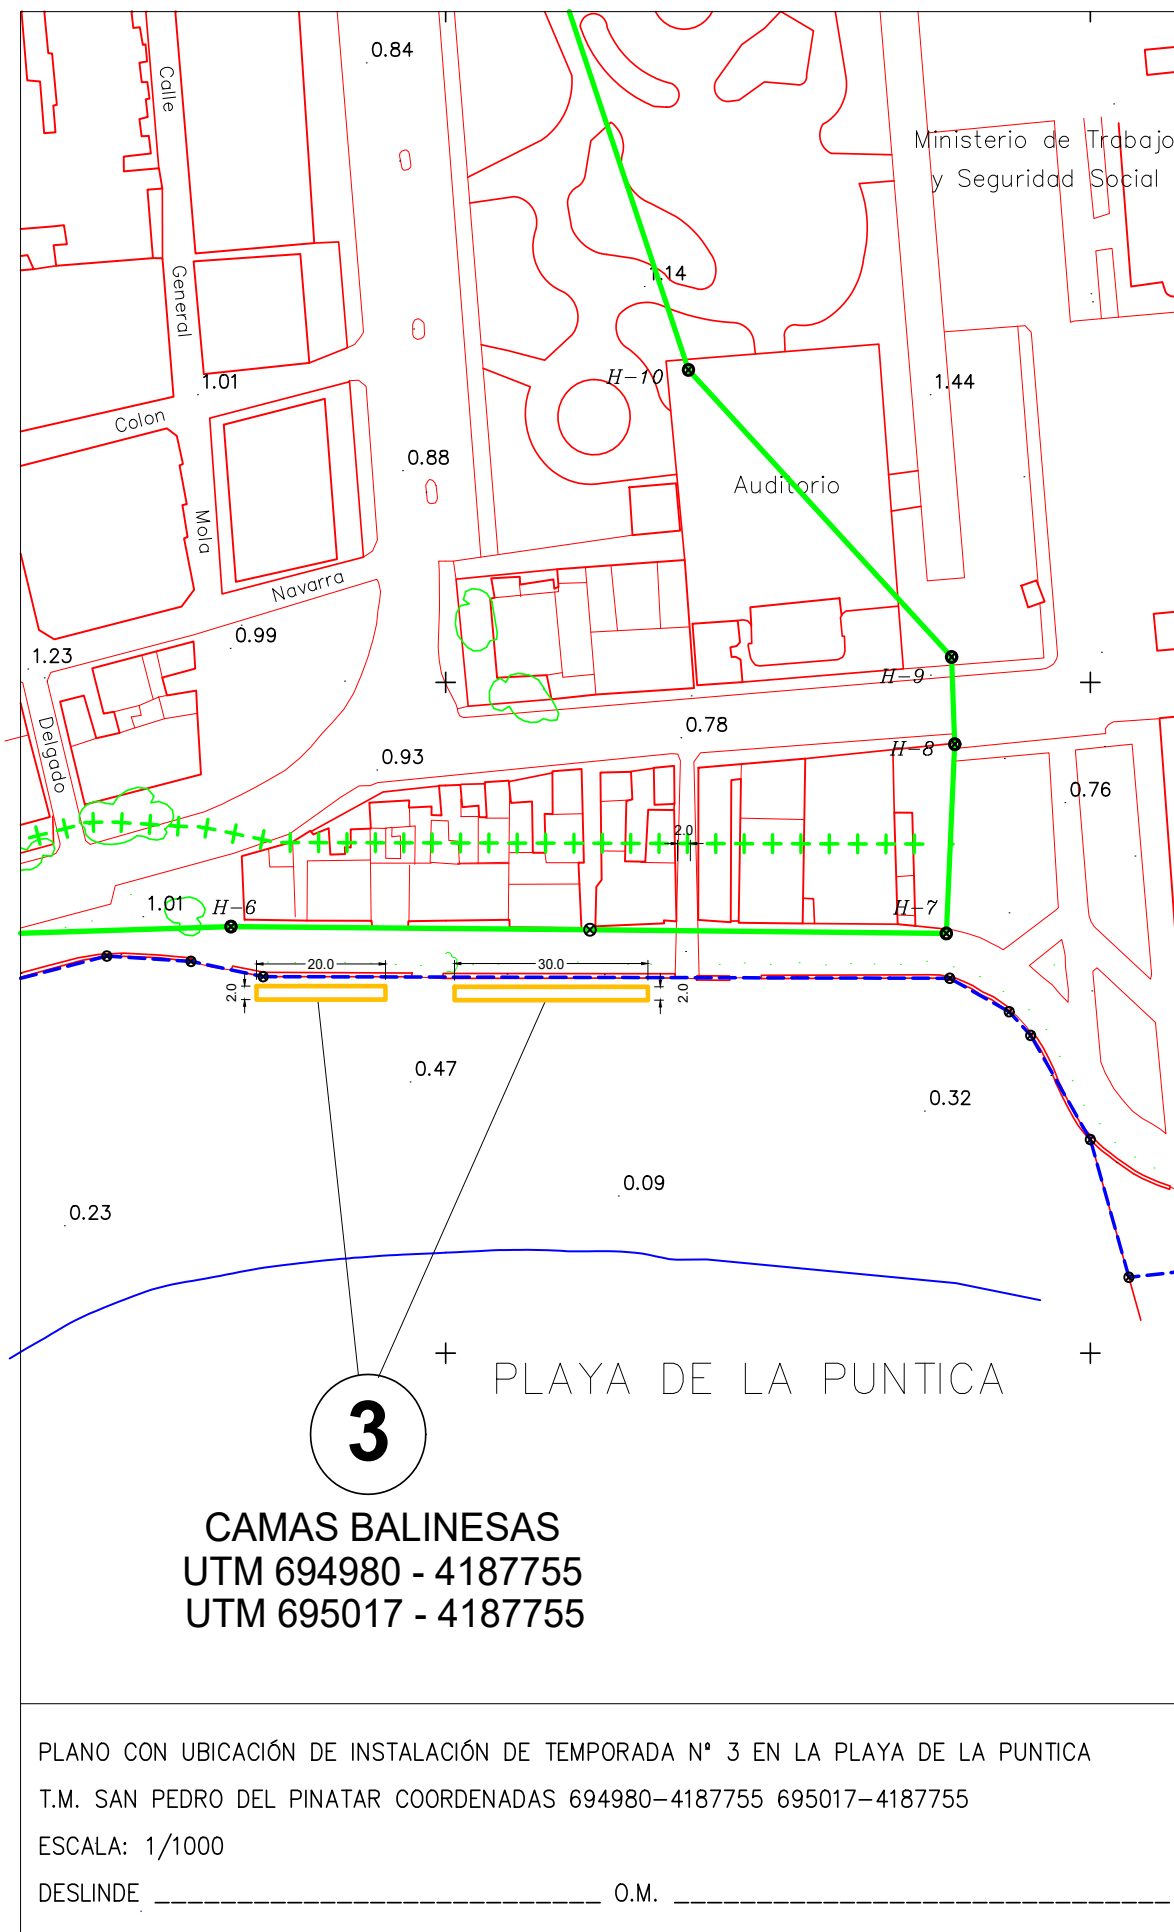 0.84
Calle
Ministerio de Trabajo
y Seguridad Social
General
1.14
H-10
1.01
1.44
Colon
0.88
Auditorio
Mola
Navarra
0.99
1.23
H-9
Delgado
0.78
H-8
0.93
0.76
2.0
1.01
H-6
H-7
20.0
30.0
2.0
2.0
0.47
0.32
0.09
0.23
PLAYA DE LA PUNTICA
3
CAMAS BALINESAS
UTM 694980 - 4187755
UTM 695017 - 4187755
PLANO CON UBICACIÓN DE INSTALACIÓN DE TEMPORADA Nº 3 EN LA PLAYA DE LA PUNTICA
T.M. SAN PEDRO DEL PINATAR COORDENADAS 694980-4187755 695017-4187755
ESCALA: 1/1000
DESLINDE __________________________________ O.M. ______________________________________